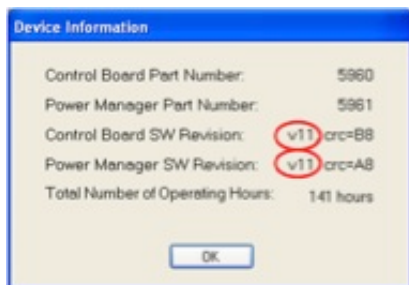 Device Information
Control Board Part Number: 5960
Power Manager Part Number: 5961
Control Board SW Revision: v11 crc=B8
Power Manager SW Revision: v11 crc=A8
Total Number of Operating Hours: 141 hours
OK